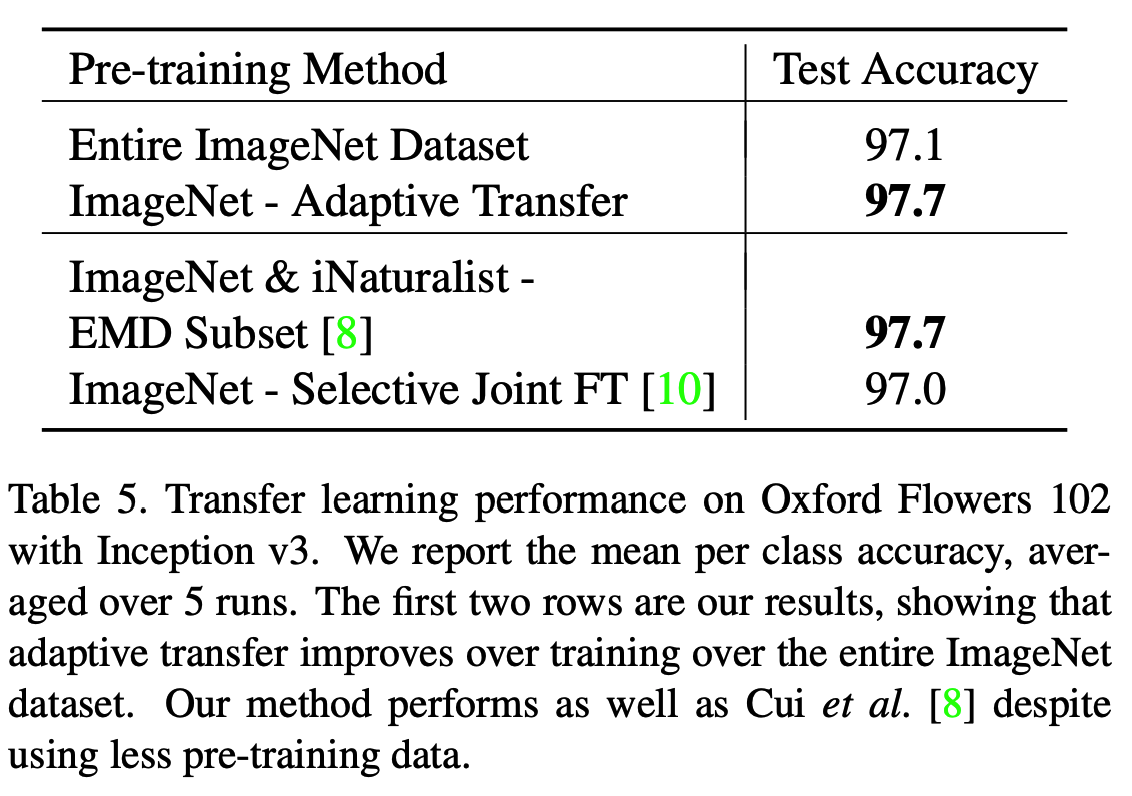 Pre-training Method Test Accuracy
Entire ImageNet Dataset 97.1
ImageNet - Adaptive Transfer 97.7
ImageNet & iNaturalist -
EMD Subset [8] 97.7
ImageNet - Selective Joint FT [10] 97.0
Table 5. Transfer learning performance on Oxford Flowers 102
with Inception v3. We report the mean per class accuracy, aver-
aged over 5 runs. The first two rows are our results, showing that
adaptive transfer improves over training over the entire ImageNet
dataset. Our method performs as well as Cui et al. [8] despite
using less pre-training data.